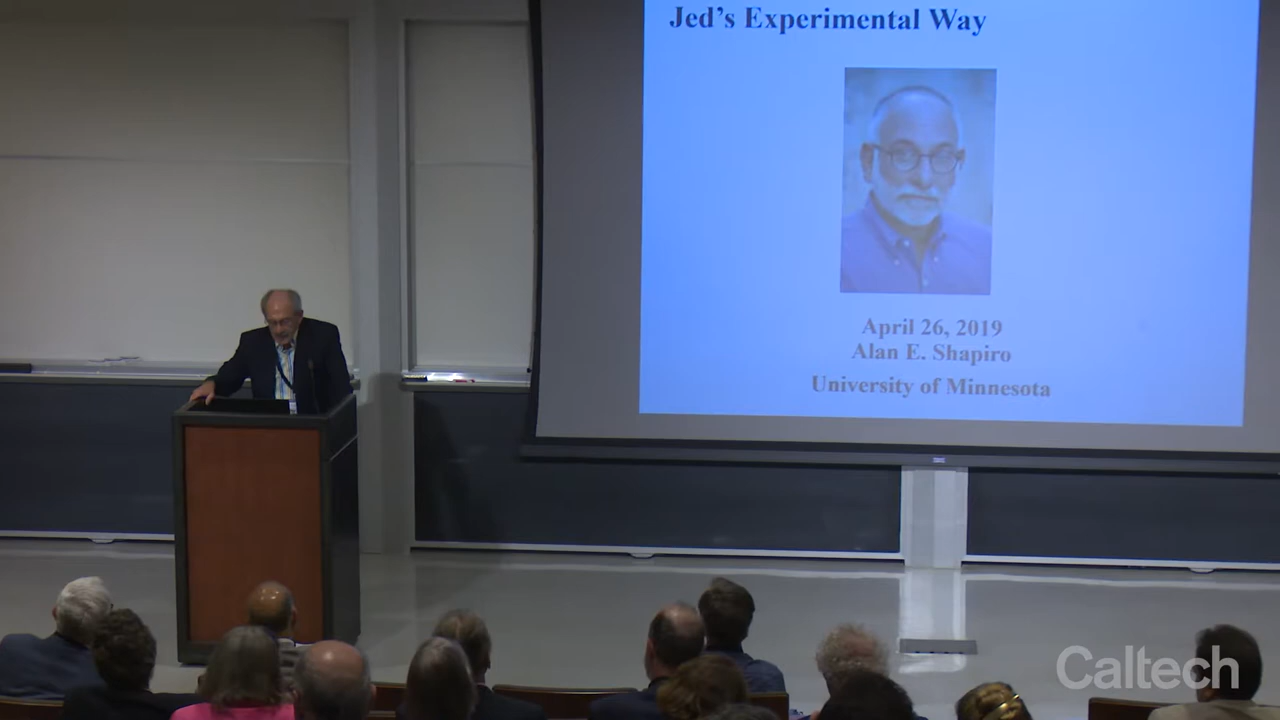 Jed's Experimental Way
April 26, 2019
Alan E. Shapiro
University of Minnesota
Caltech